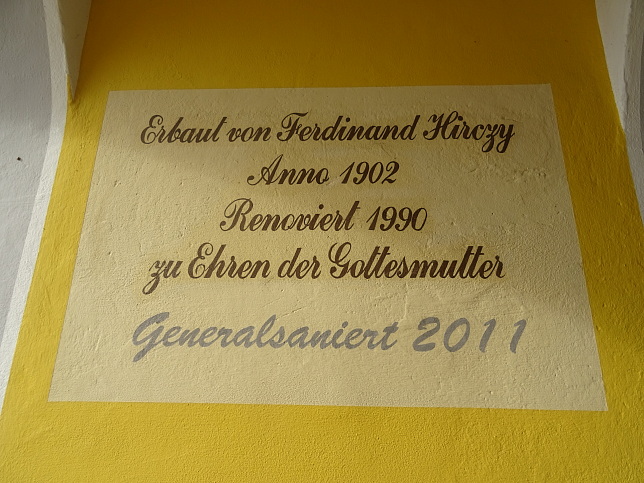 Erbaut von Ferdinand Hirczy
Anno 1902
Renoviert 1990
zu Ehren der Gottesmutter
Generalsaniert 2011